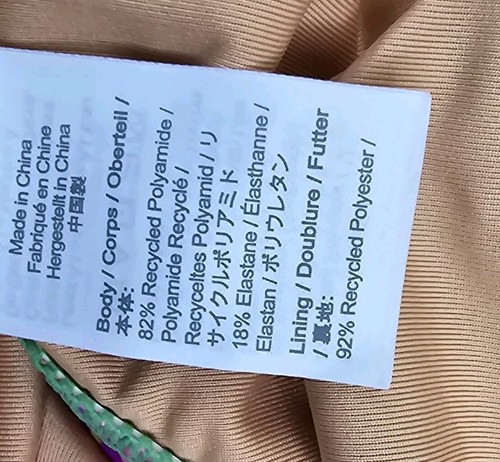 Made in China
Fabriqué en Chine
Hergestellt in China
中国製
Body / Corps / Oberteil /
本体:
82% Recycled Polyamide /
Polyamide Recyclé /
Recyceltes Polyamid / リ
サイクルポリアミド
18% Elastane / Élasthanne /
Elastan / ポリウレタン
Lining / Doublure / Futter
/ 裏地:
92% Recycled Polyester /